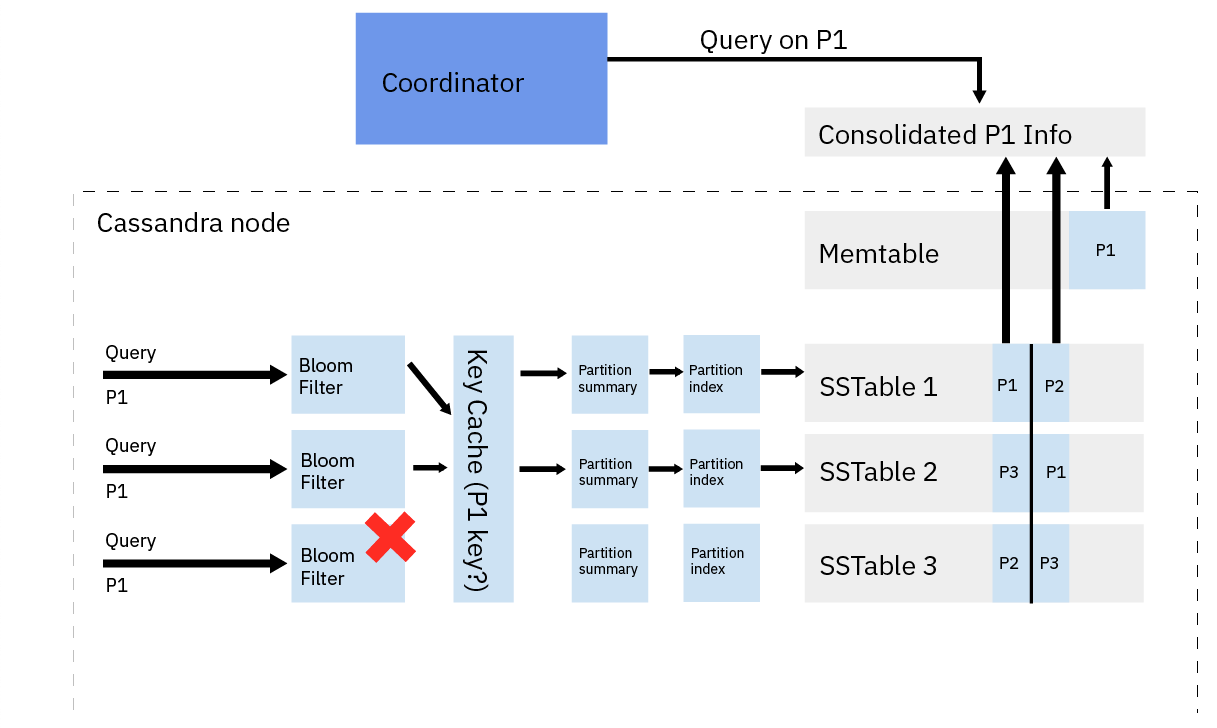 Query on P1
Coordinator
Consolidated P1 Info
Cassandra node
Memtable
P1
Query
P1
Bloom
Filter
Key Cache (P1 key?)
Partition
summary
Partition
index
SSTable 1
P1
P2
Query
P1
Bloom
Filter
Partition
summary
Partition
index
SSTable 2
P3
P1
Query
P1
Bloom
Filter
Partition
summary
Partition
index
SSTable 3
P2
P3